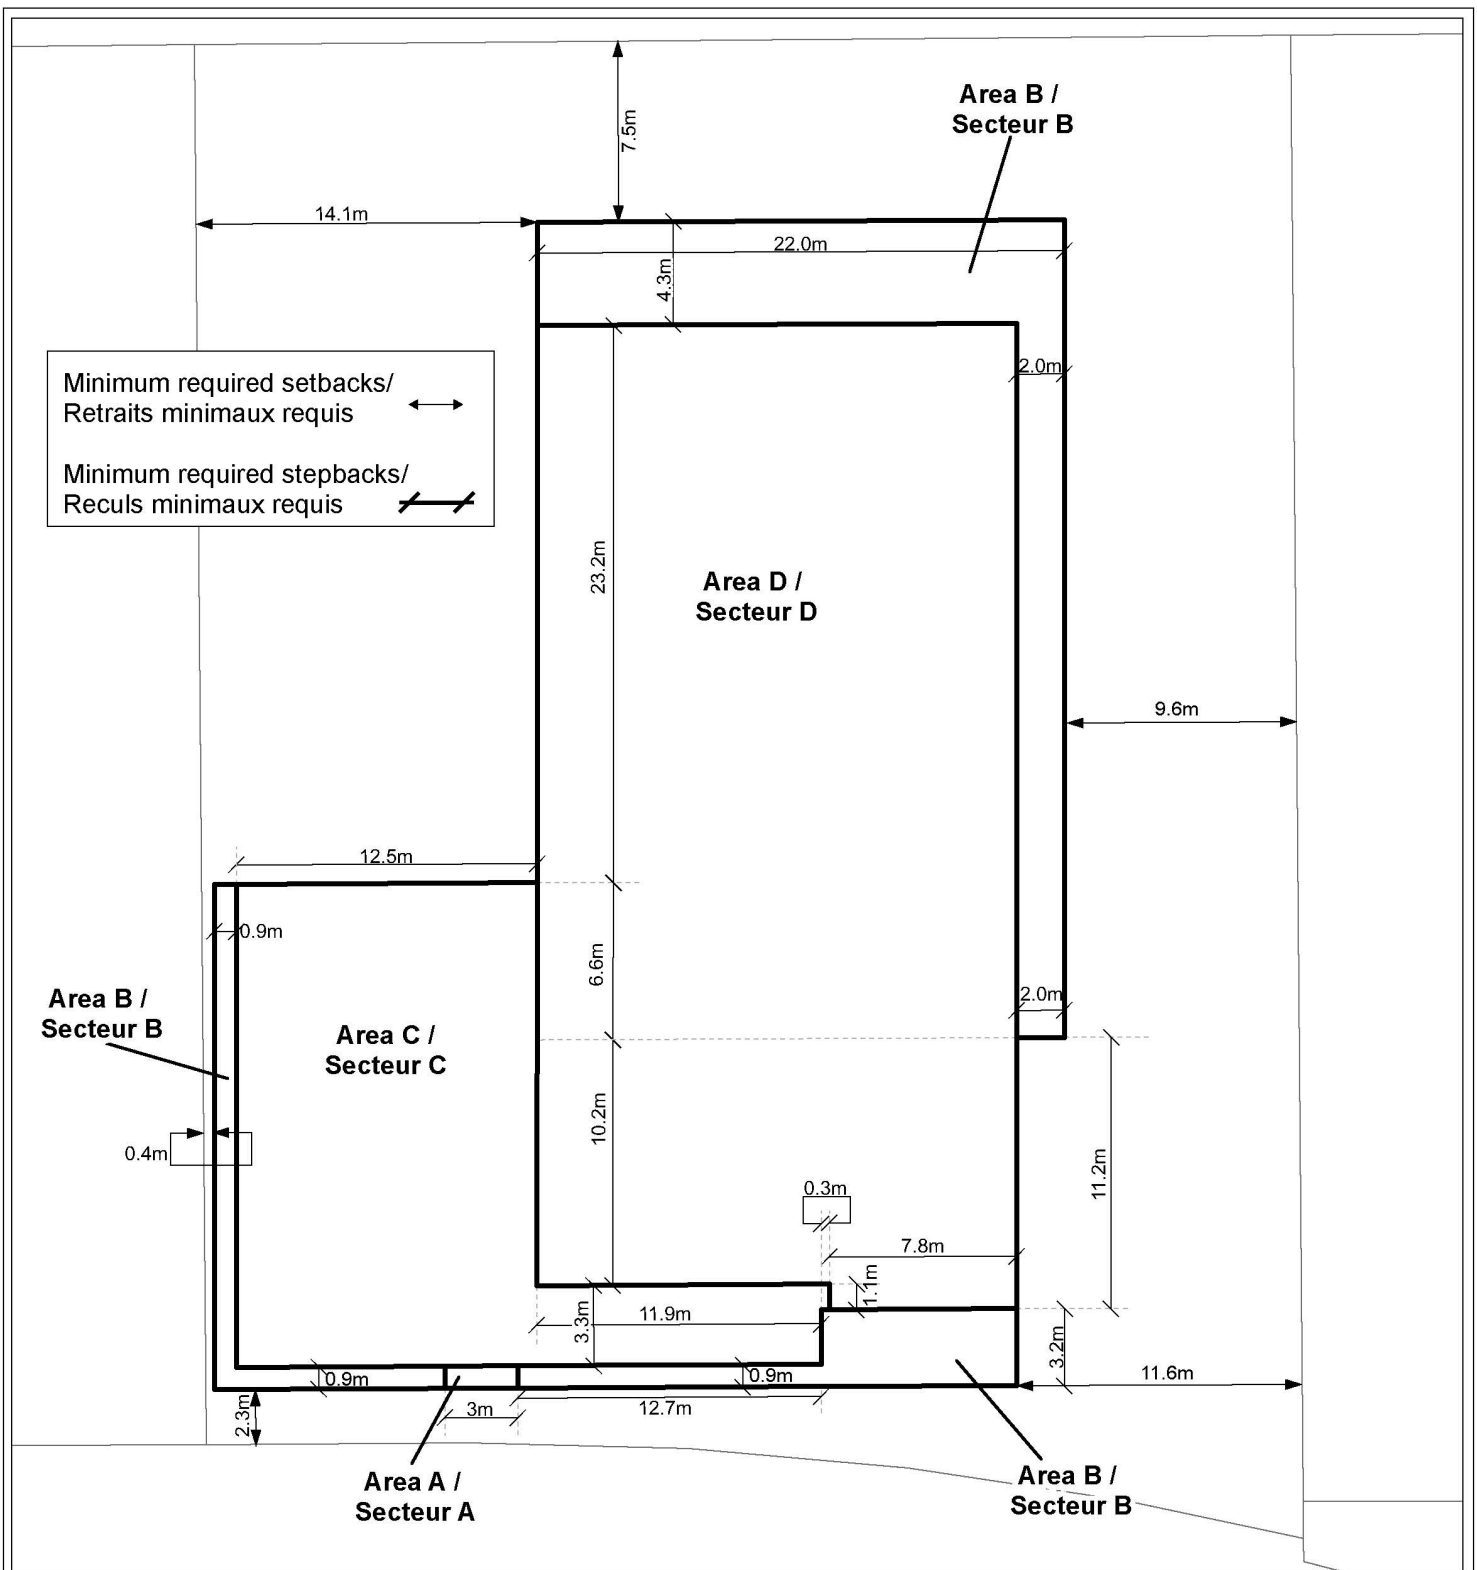 Area B /
Secteur B
7.5m
14.1m
22.0m
4.3m
Minimum required setbacks/
Retraits minimaux requis
Minimum required stepbacks/
Reculs minimaux requis
2.0m
23.2m
Area D /
Secteur D
9.6m
12.5m
0.9m
6.6m
2.0m
Area B /
Secteur B
Area C /
Secteur C
10.2m
0.4m
11.2m
0.3m
7.8m
1.1m
11.9m
3.3m
3.2m
0.9m
0.9m
11.6m
2.3m
3m
12.7m
Area A /
Secteur A
Area B /
Secteur B